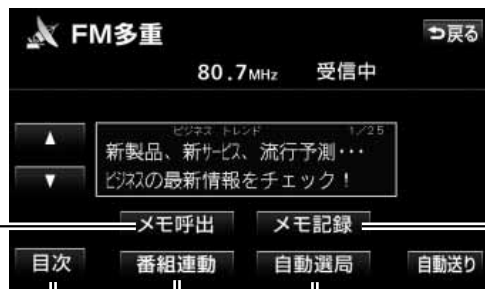 FM多重 戻る
80.7MHz 受信中
ビジネス トレンド 1/25
新製品、新サービス、流行予測・・・
ビジネスの最新情報をチェック！
メモ呼出 メモ記録
目次 番組連動 自動選局 自動送り